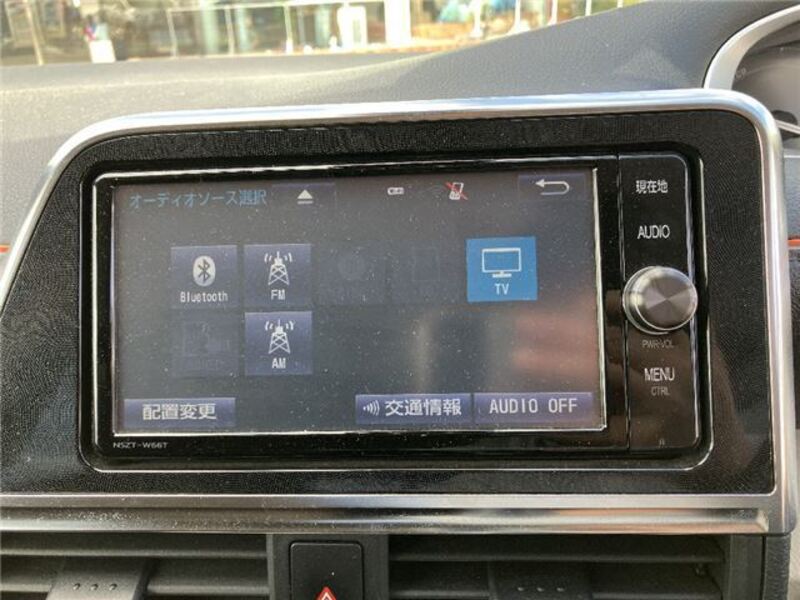 オーディオソース選択
現在地
AUDIO
Bluetooth
FM
TV
AM
PWR·VOL
MENU
CTRL
配置変更
交通情報
AUDIO OFF
NSZT-W66T